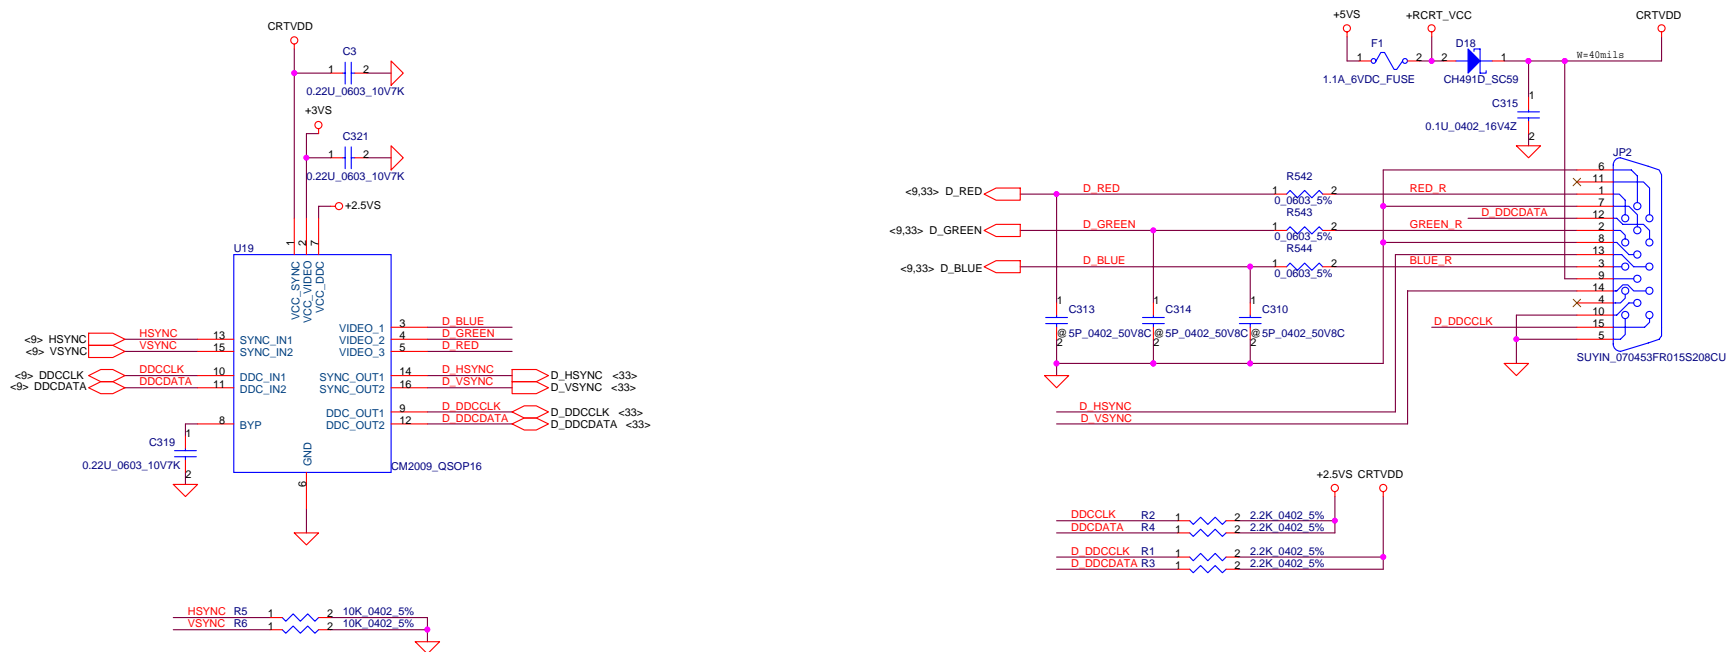 CRTVDD
C3
1 2
0.22U_0603_10V7K
+3VS
C321
1 2
0.22U_0603_10V7K
+2.5VS
U19
1 2 7
VCC_SYNC
VCC_VIDEO
VCC_DDC
<9> HSYNC HSYNC 13 SYNC_IN1
<9> VSYNC VSYNC 15 SYNC_IN2
<9> DDCCLK DDCCLK 10 DDC_IN1
<9> DDCDATA DDCDATA 11 DDC_IN2
8 BYP
VIDEO_1 3 D_BLUE
VIDEO_2 4 D_GREEN
VIDEO_3 5 D_RED
SYNC_OUT1 14 D_HSYNC D_HSYNC <33>
SYNC_OUT2 16 D_VSYNC D_VSYNC <33>
DDC_OUT1 9 D_DDCCLK D_DDCCLK <33>
DDC_OUT2 12 D_DDCDATA D_DDCDATA <33>
GND
6
CM2009_QSOP16
C319
1
0.22U_0603_10V7K
2
HSYNC R5 1 2 10K_0402_5%
VSYNC R6 1 2 10K_0402_5%
+5VS +RCRT_VCC CRTVDD
F1 D18
1 2 2 1 W=40mils
1.1A_6VDC_FUSE CH491D_SC59
1
C315
0.1U_0402_16V4Z
2
JP2
<9,33> D_RED D_RED R542 1 2 RED_R
0_0603_5%
<9,33> D_GREEN D_GREEN R543 1 2 GREEN_R
0_0603_5%
<9,33> D_BLUE D_BLUE R544 1 2 BLUE_R
0_0603_5%
D_DDCDATA
D_DDCCLK
6
11
1
7
12
2
8
13
3
9
14
4
10
15
5
SUYIN_070453FR015S208CU
1 1 1
C313 C314 C310
@5P_0402_50V8C @5P_0402_50V8C @5P_0402_50V8C
2 2 2
D_HSYNC
D_VSYNC
+2.5VS CRTVDD
DDCCLK R2 1 2 2.2K_0402_5%
DDCDATA R4 1 2 2.2K_0402_5%
D_DDCCLK R1 1 2 2.2K_0402_5%
D_DDCDATA R3 1 2 2.2K_0402_5%